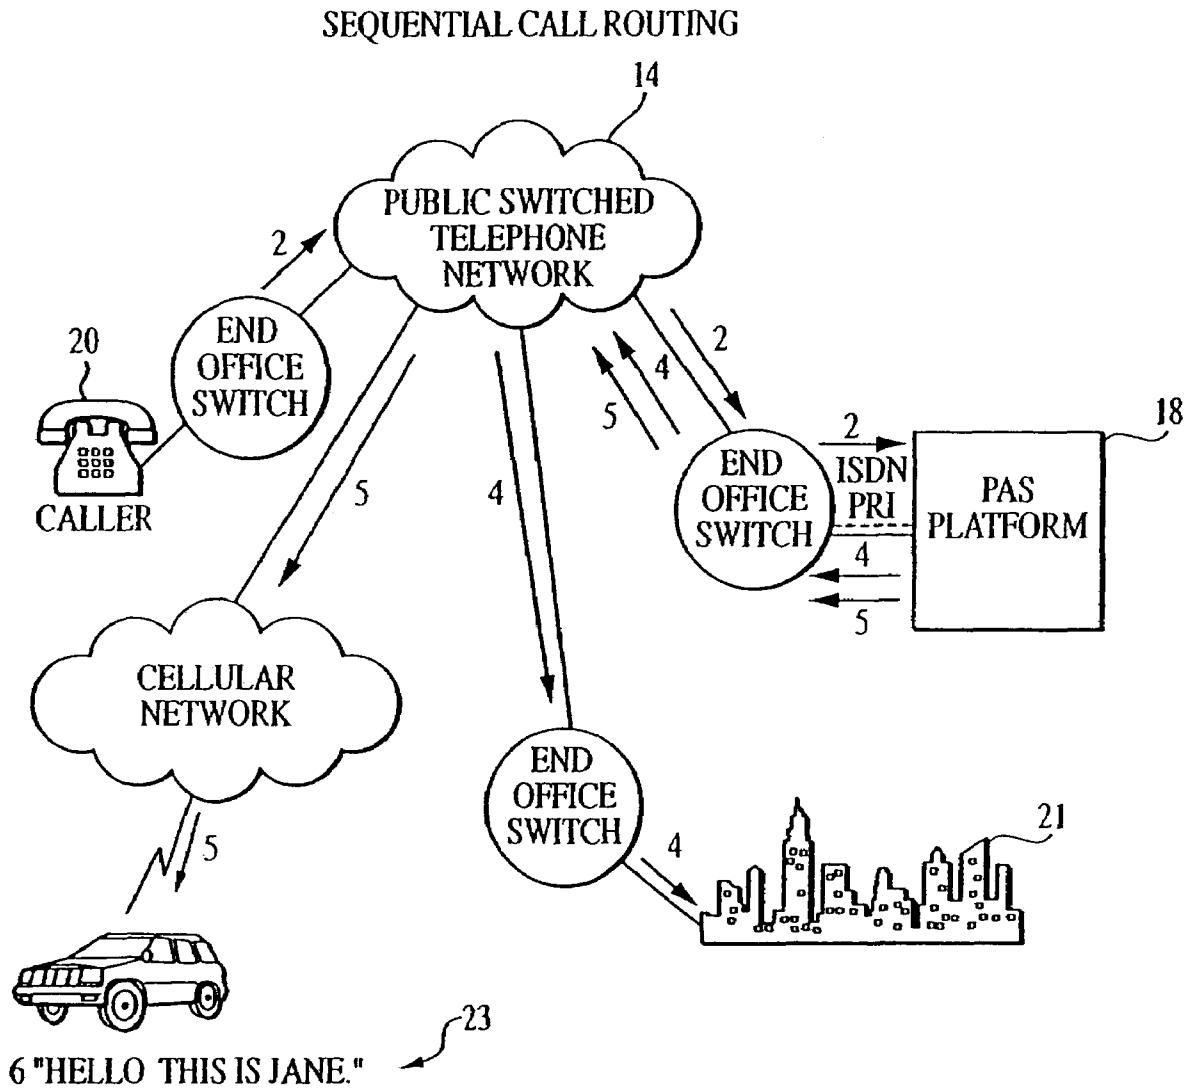 SEQUENTIAL CALL ROUTING
14
PUBLIC SWITCHED
TELEPHONE
NETWORK
2
END
OFFICE
SWITCH
20
CALLER
2
4
5
5
4
END
OFFICE
SWITCH
2
ISDN
PRI
4
5
18
PAS
PLATFORM
CELLULAR
NETWORK
5
END
OFFICE
SWITCH
4
21
23
6 "HELLO THIS IS JANE."